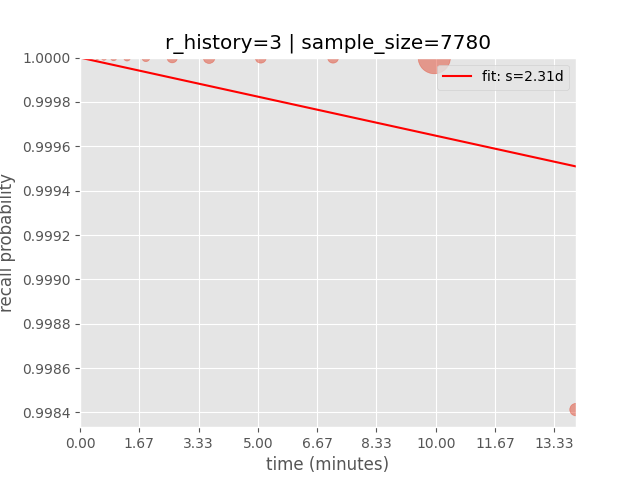 r_history=3 | sample_size=7780
fit: s=2.31d
recall probability
1.0000
0.9998
0.9996
0.9994
0.9992
0.9990
0.9988
0.9986
0.9984
0.00 1.67 3.33 5.00 6.67 8.33 10.00 11.67 13.33
time (minutes)